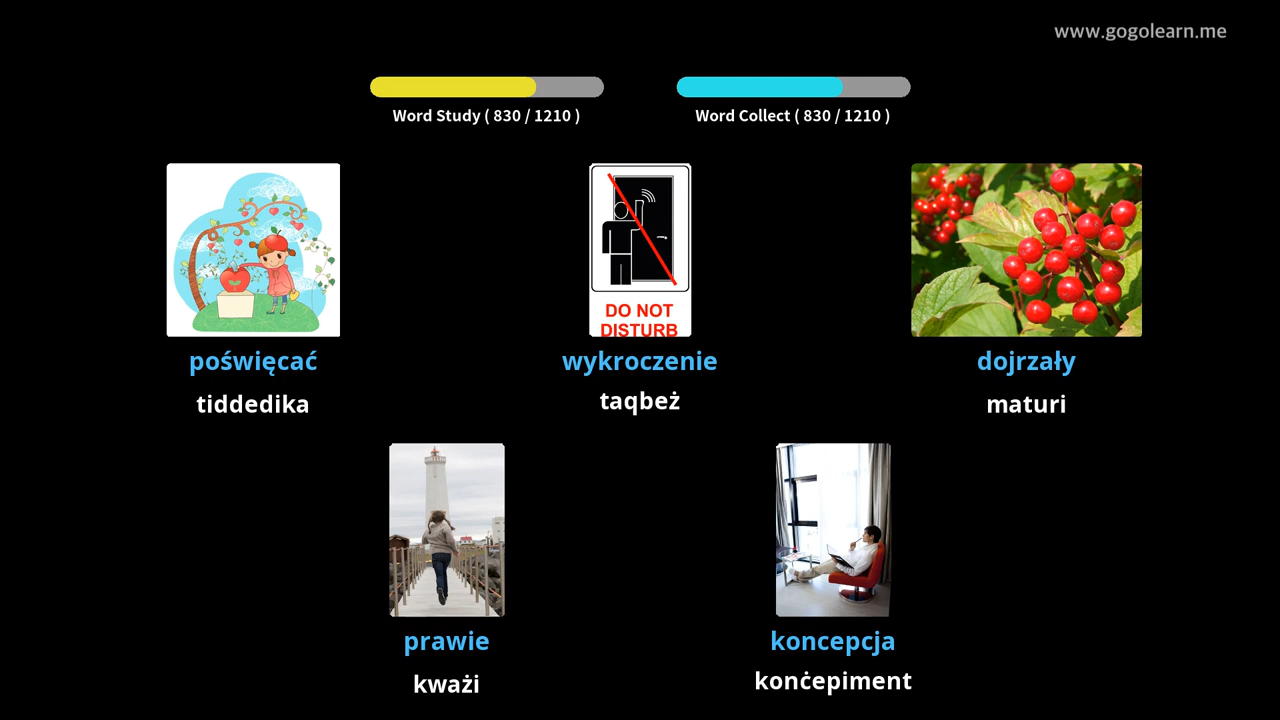 www.gogolearn.me
Word Study ( 830 / 1210 )
Word Collect ( 830 / 1210 )
DO NOT
DISTURB
poświęcać
wykroczenie
dojrzały
tiddedika
taqbeż
maturi
prawie
koncepcja
kważi
konċepiment